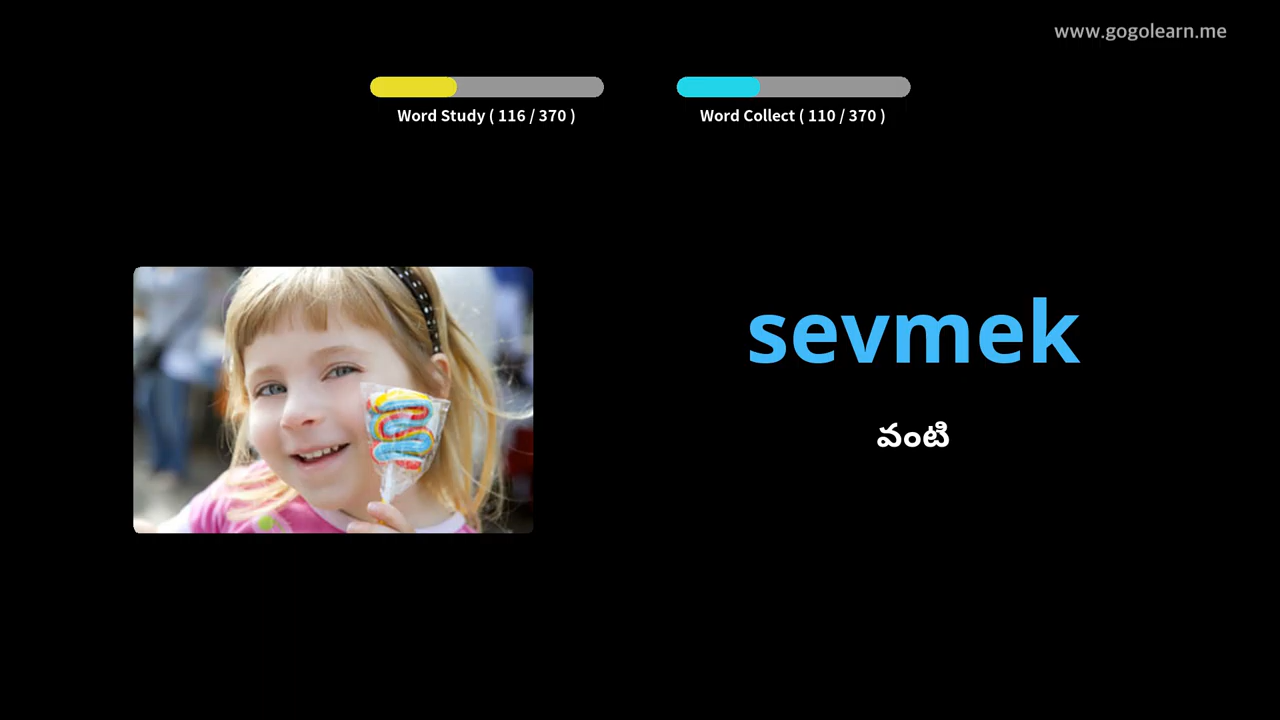 www.gogolearn.me
Word Study ( 116 / 370 )
Word Collect ( 110 / 370 )
sevmek
వంటి